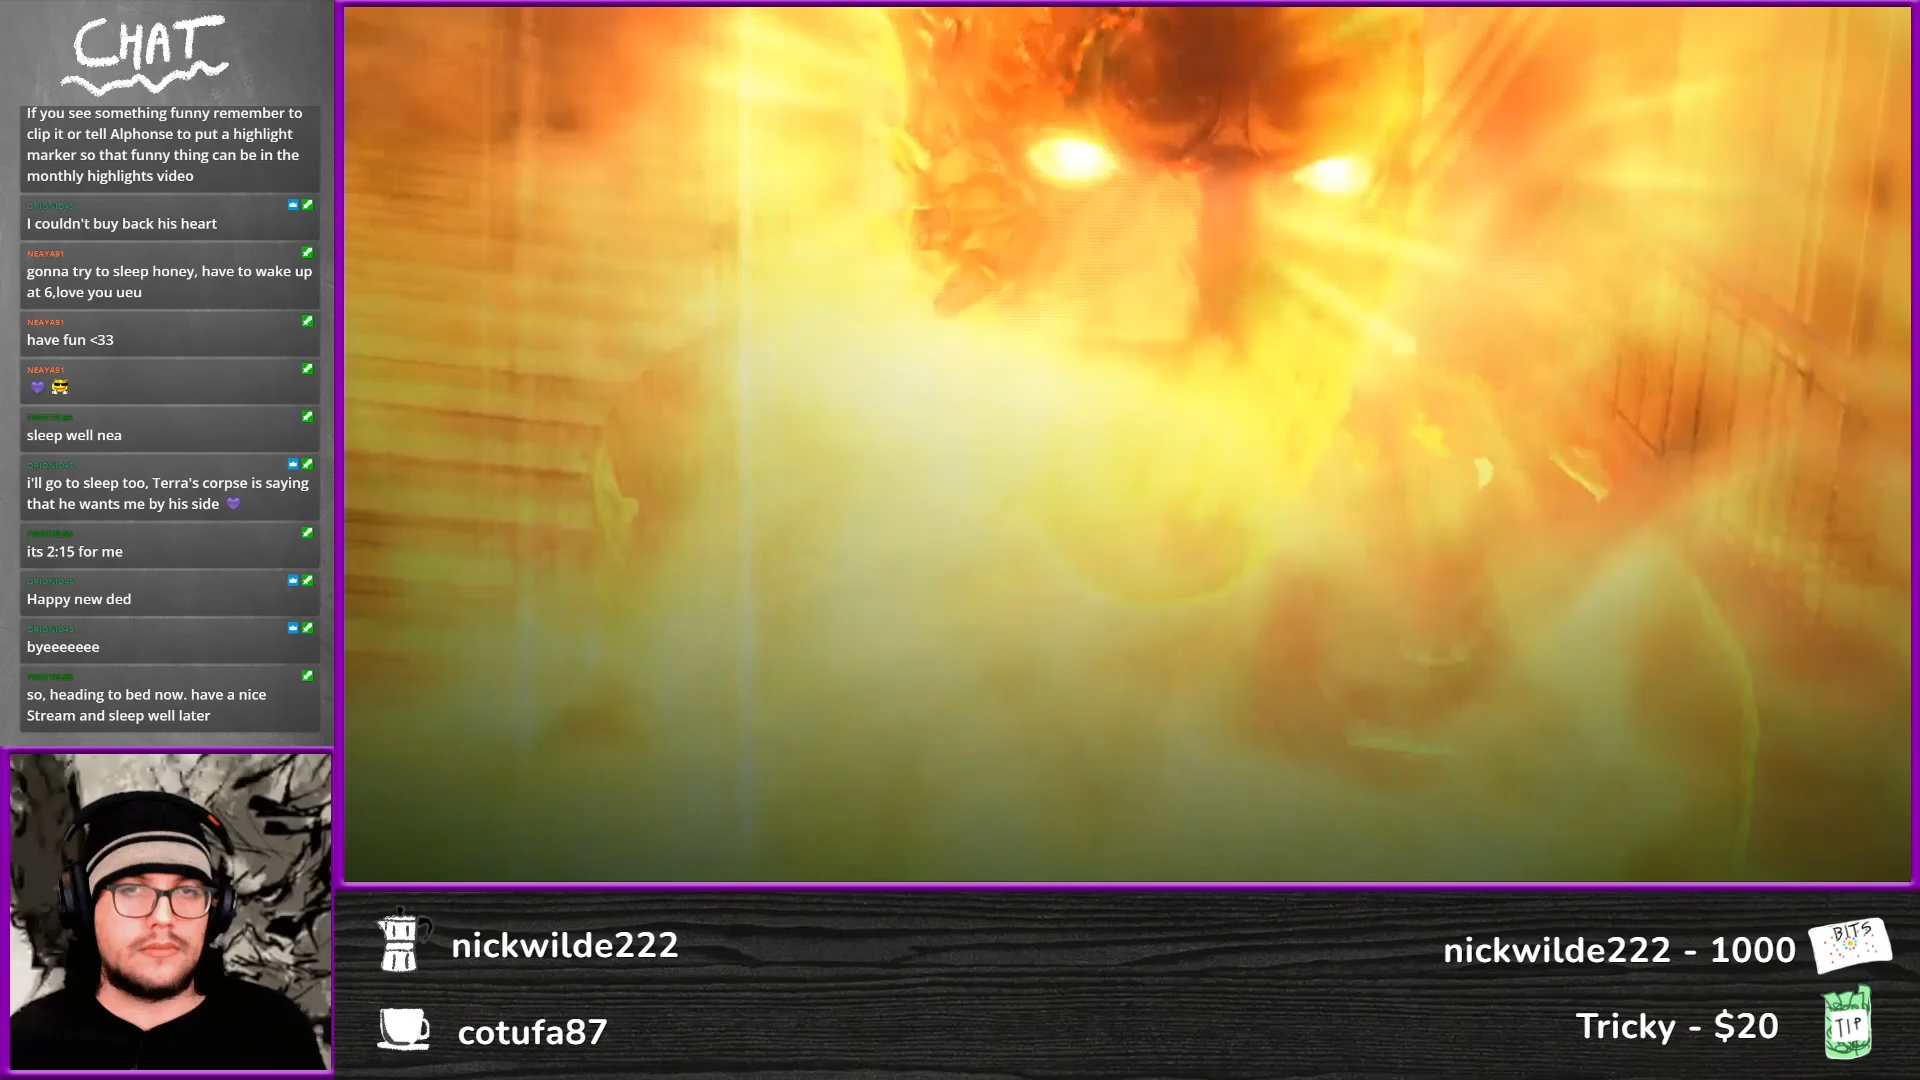 CHAT
If you see something funny remember to
clip it or tell Alphonse to put a highlight
marker so that funny thing can be in the
monthly highlights video
ORION1045
I couldn't buy back his heart
NEAYA91
gonna try to sleep honey, have to wake up
at 6,love you ueu
NEAYA91
have fun <33
NEAYA91
sleep well nea
i'll go to sleep too, Terra's corpse is saying
that he wants me by his side
its 2:15 for me
Happy new ded
byeeeeeee
so, heading to bed now. have a nice
Stream and sleep well later
nickwilde222
nickwilde222 - 1000
BITS
cotufa87
Tricky - $20
TIP